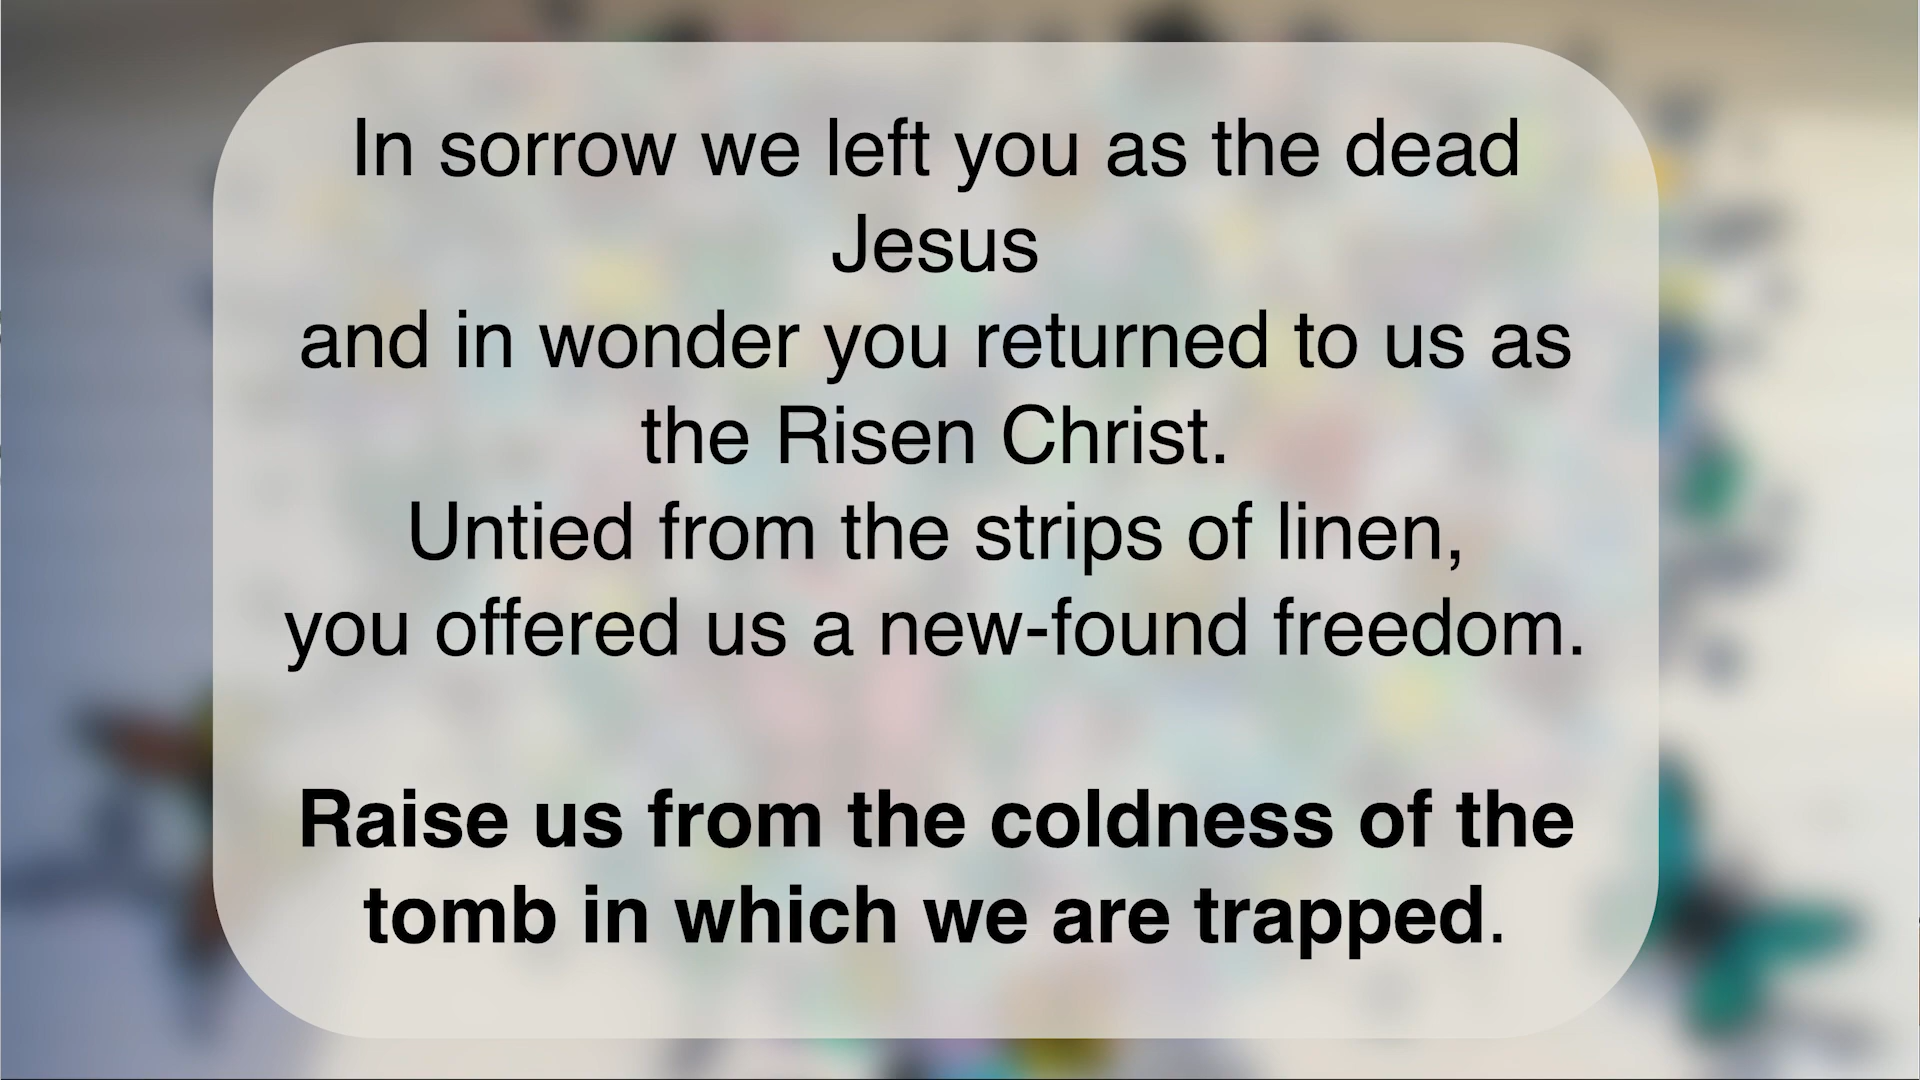 In sorrow we left you as the dead
Jesus
and in wonder you returned to us as
the Risen Christ.
Untied from the strips of linen,
you offered us a new-found freedom.
Raise us from the coldness of the
tomb in which we are trapped.